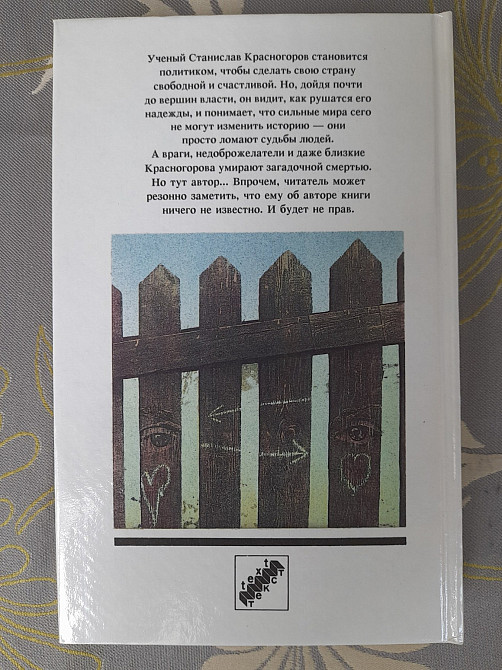 Ученый Станислав Красногоров становится
политиком, чтобы сделать свою страну
свободной и счастливой. Но, дойдя почти
до вершин власти, он видит, как рушатся его
надежды, и понимает, что сильные мира сего
не могут изменить историю — они
просто ломают судьбы людей.
А враги, недоброжелатели и даже близкие
Красногорова умирают загадочной смертью.
Но тут автор... Впрочем, читатель может
резонно заметить, что ему об авторе книги
ничего не известно. И будет не прав.
text
Текст